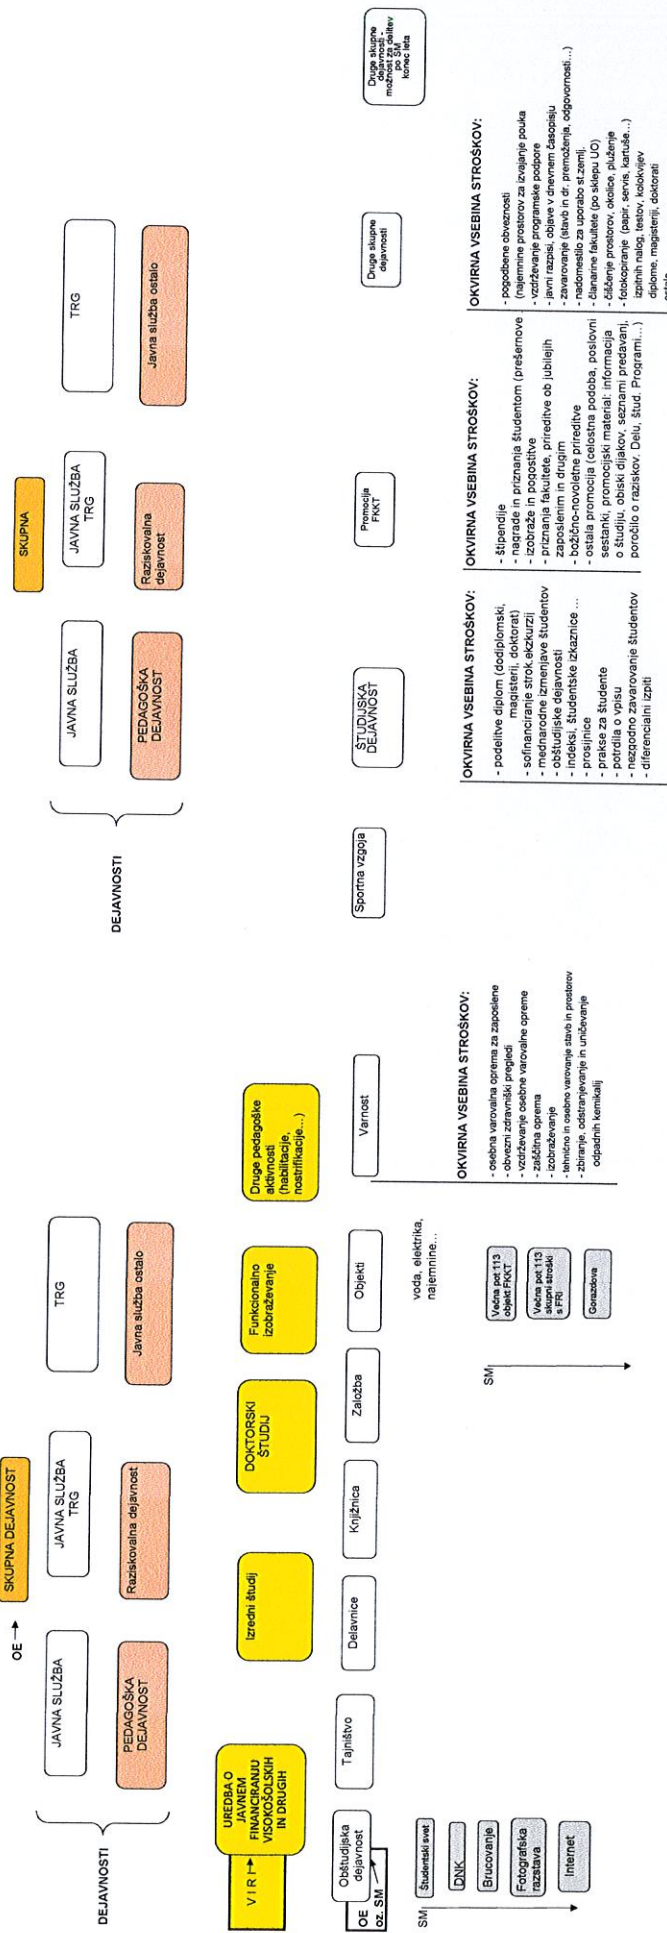 OE →
SKUPNA DEJAVNOST
DEJAVNOSTI
JAVNA SLUŽBA
JAVNA SLUŽBA
TRG
TRG
PEDAGOŠKA
DEJAVNOST
Raziskovalna dejavnost
Javna služba ostalo
VIRI
UREDBA O
JAVNEM
FINANCIRANJU
VISOKOŠOLSKIH
IN DRUGIH
Izredni študij
DOKTORSKI
ŠTUDIJ
Funkcionalno
izobraževanje
Druge pedagoške
aktivnosti
(habilitacije,
nostrifikacije...)
OE
oz. SM
Obštudijska
dejavnost
Tajništvo
Delavnice
Knjižnica
Založba
Objekti
Varnost
voda, elektrika,
najemnine...
SM
Študentski svet
DNK
Brucovanje
Fotografska
razstava
Internet
SM
Večna pot 113
objekt FKKT
Večna pot 113
skupni stroški
s FRI
Gorazdova
OKVIRNA VSEBINA STROŠKOV:
- osebna varovalna oprema za zaposlene
- obvezni zdravniški pregledi
- vzdrževanje osebne varovalne opreme
- zaščitna oprema
- izobraževanje
- tehnično in osebno varovanje stavb in prostorov
- zbiranje, odstranjevanje in uničevanje
odpadnih kemikalij
SKUPNA
DEJAVNOSTI
JAVNA SLUŽBA
JAVNA SLUŽBA
TRG
TRG
PEDAGOŠKA
DEJAVNOST
Raziskovalna
dejavnost
Javna služba ostalo
Sportna vzgoja
ŠTUDIJSKA
DEJAVNOST
Promocija
FKKT
Druge skupne
dejavnosti
Druge skupne
dejavnosti -
možnost za delitev
po SM
konec leta
OKVIRNA VSEBINA STROŠKOV:
- podelitve diplom (dodiplomski,
magisterij, doktorat)
- sofinanciranje strok.ekzkurzij
- mednarodne izmenjave študentov
- obštudijske dejavnosti
- indeksi, študentske izkaznice ...
- prosijnice
- prakse za študente
- potrdila o vpisu
- nezgodno zavarovanje študentov
- diferencialni izpiti
OKVIRNA VSEBINA STROŠKOV:
- štipendije
- nagrade in priznanja študentom (prešernove
- izobraže in pogostitve
- priznanja fakultete, prireditve ob jubilejih
zaposlenim in drugim
- božično-novoletne prireditve
- ostala promocija (celostna podoba, poslovni
sestanki, promocijski material: informacija
o študiju, obiski dijakov, seznami predavanj,
poročilo o raziskov. Delu, štud. Programi...)
OKVIRNA VSEBINA STROŠKOV:
- pogodbene obveznosti
(najemnine prostorov za izvajanje pouka
- vzdrževanje programske podpore
- javni razpisi, objave v dnevnem časopisju
- zavarovanje (stavb in dr. premoženja, odgovornosti...)
- nadomestilo za uporabo st.zemlj.
- članarine fakultete (po sklepu UO)
- čiščenje prostorov, okolice, pluženje
- fotokopiranje (papir, servis, kartuše...)
izpitnih nalog, testov, kolokvijev
diplome, magisteriji, doktorati